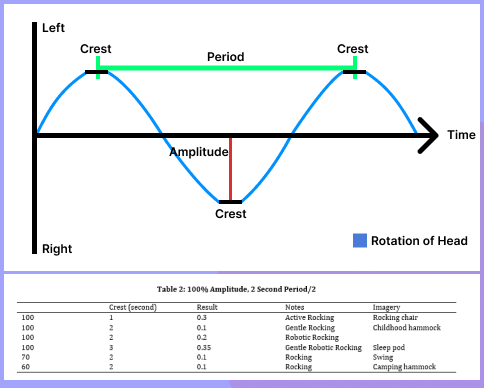 Left
Crest
Crest
Period
Time
Amplitude
Crest
Rotation of Head
Right
Table 2: 100% Amplitude, 2 Second Period/2
Crest (second) Result Notes Imagery
100 1 0.3 Active Rocking Rocking chair
100 2 0.1 Gentle Rocking Childhood hammock
100 2 0.2 Robotic Rocking
100 3 0.35 Gentle Robotic Rocking Sleep pod
70 2 0.1 Rocking Swing
60 2 0.1 Rocking Camping hammock